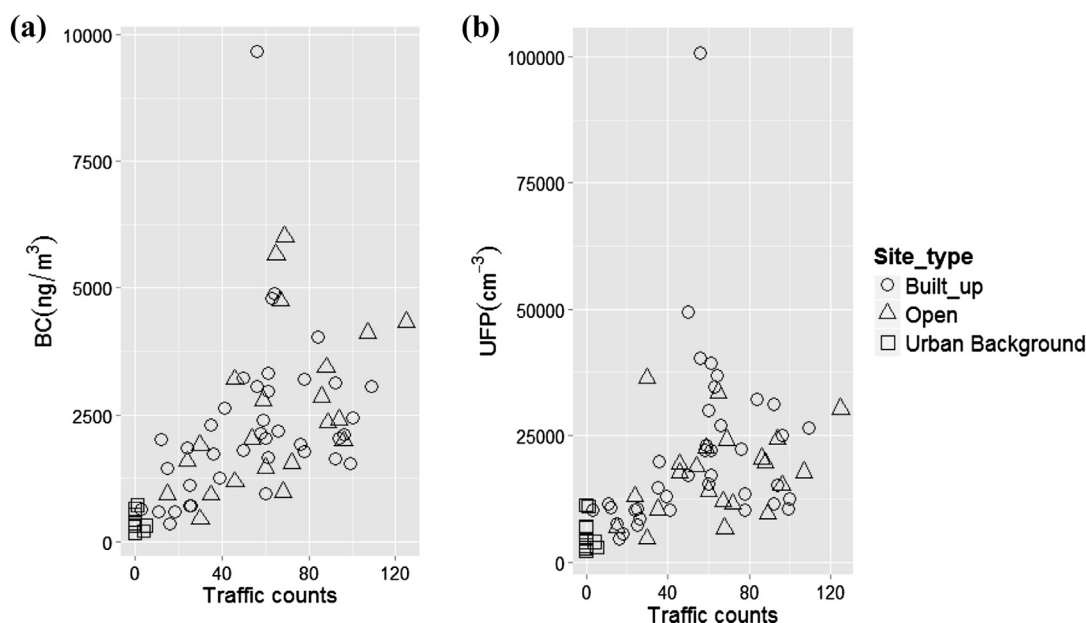 (a)
10000
7500
5000
2500
0
BC(ng/m³)
0 40 80 120
Traffic counts
(b)
100000
75000
50000
25000
0
UFP(cm⁻³)
0 40 80 120
Traffic counts
Site_type
Built_up
Open
Urban Background